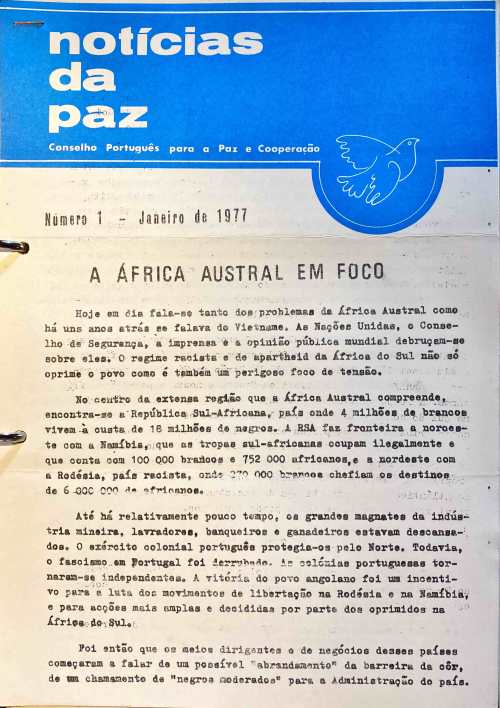 notícias
da
paz
Conselho Português para a Paz e Cooperação
Número 1 - Janeiro de 1977
A ÁFRICA AUSTRAL EM FOCO
Hoje em dia fala-se tanto dos problemas da África Austral como
há uns anos atrás se falava do Vietname. As Nações Unidas, o Conse-
lho de Segurança, a imprensa e a opinião pública mundial debruçam-se
sobre eles. O regime racista e de apartheid da África do Sul não só
oprime o povo como é também um perigoso foco de tensão.
No centro da extensa região que a África Austral compreende,
encontra-se a República Sul-Africana, país onde 4 milhões de brancos
vivem à custa de 18 milhões de negros. A RSA faz fronteira a noroes-
te com a Namíbia, que as tropas sul-africanas ocupam ilegalmente e
que conta com 100 000 brancos e 752 000 africanos, e a nordeste com
a Rodésia, país racista, onde 270 000 brancos chefiam os destinos
de 6 000 000 de africanos.
Até há relativamente pouco tempo, os grandes magnates da indús-
tria mineira, lavradores, banqueiros e ganadeiros estavam descansa-
dos. O exército colonial português protegia-os pelo Norte. Todavia,
o fascismo em Portugal foi derrubado. As colónias portuguesas tor-
naram-se independentes. A vitória do povo angolano foi um incenti-
vo para a luta dos movimentos de libertação na Rodésia e na Namíbia,
e para acções mais amplas e decididas por parte dos oprimidos na
África do Sul.
Foi então que os meios dirigentes e de negócios desses países
começaram a falar de um possível "abrandamento" da barreira da côr,
de um chamamento de "negros moderados" para a Administração do país.